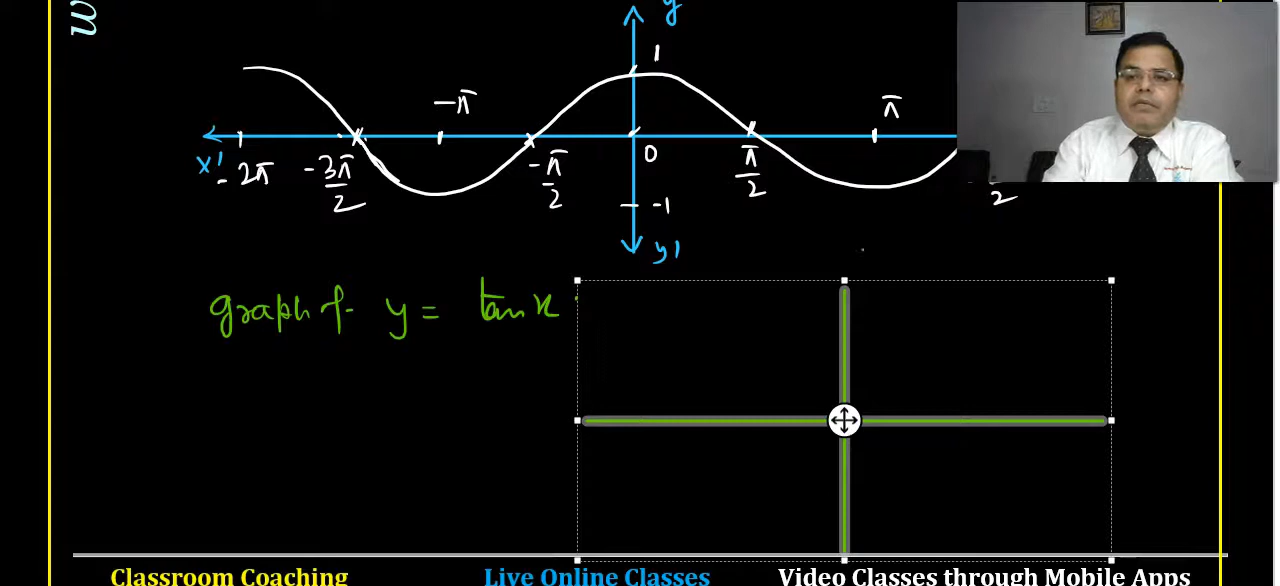 y
1
-π π
x' -2π -3π/2 -π/2 0 π/2 2
-1
y1
graph of y = tan x
Classroom Coaching Live Online Classes Video Classes through Mobile Apps